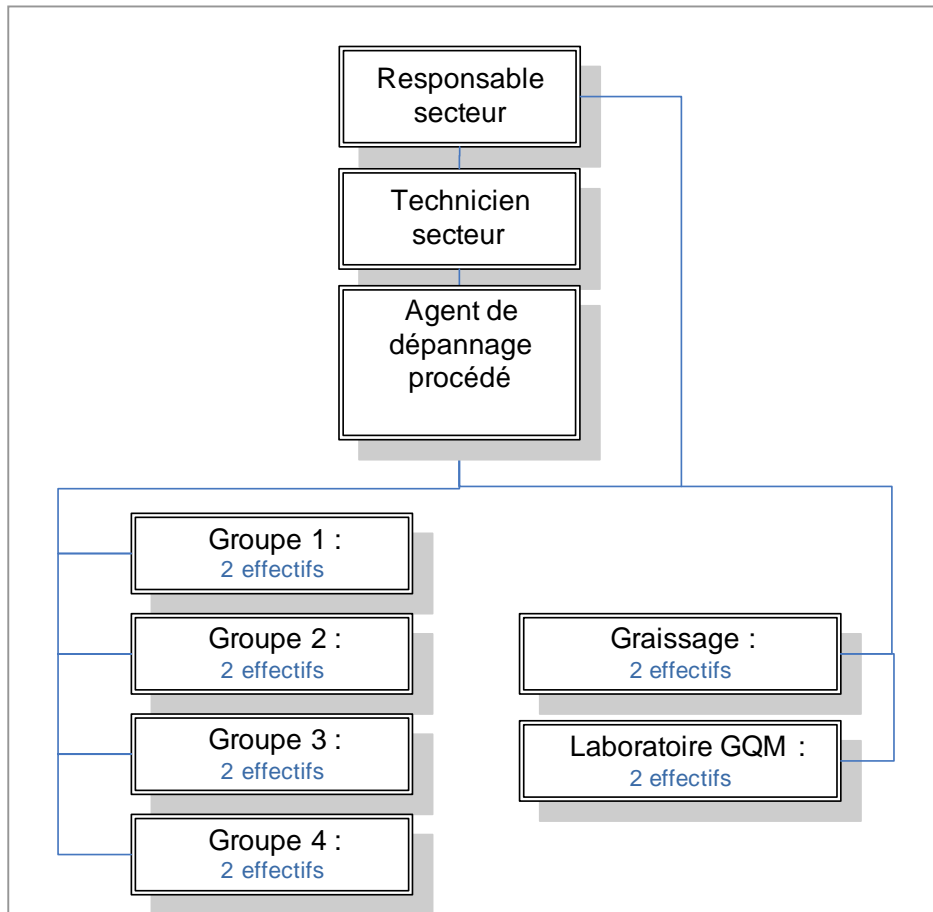 Responsable
secteur
Technicien
secteur
Agent de
dépannage
procédé
Groupe 1 :
2 effectifs
Groupe 2 :
2 effectifs
Groupe 3 :
2 effectifs
Groupe 4 :
2 effectifs
Graissage :
2 effectifs
Laboratoire GQM :
2 effectifs